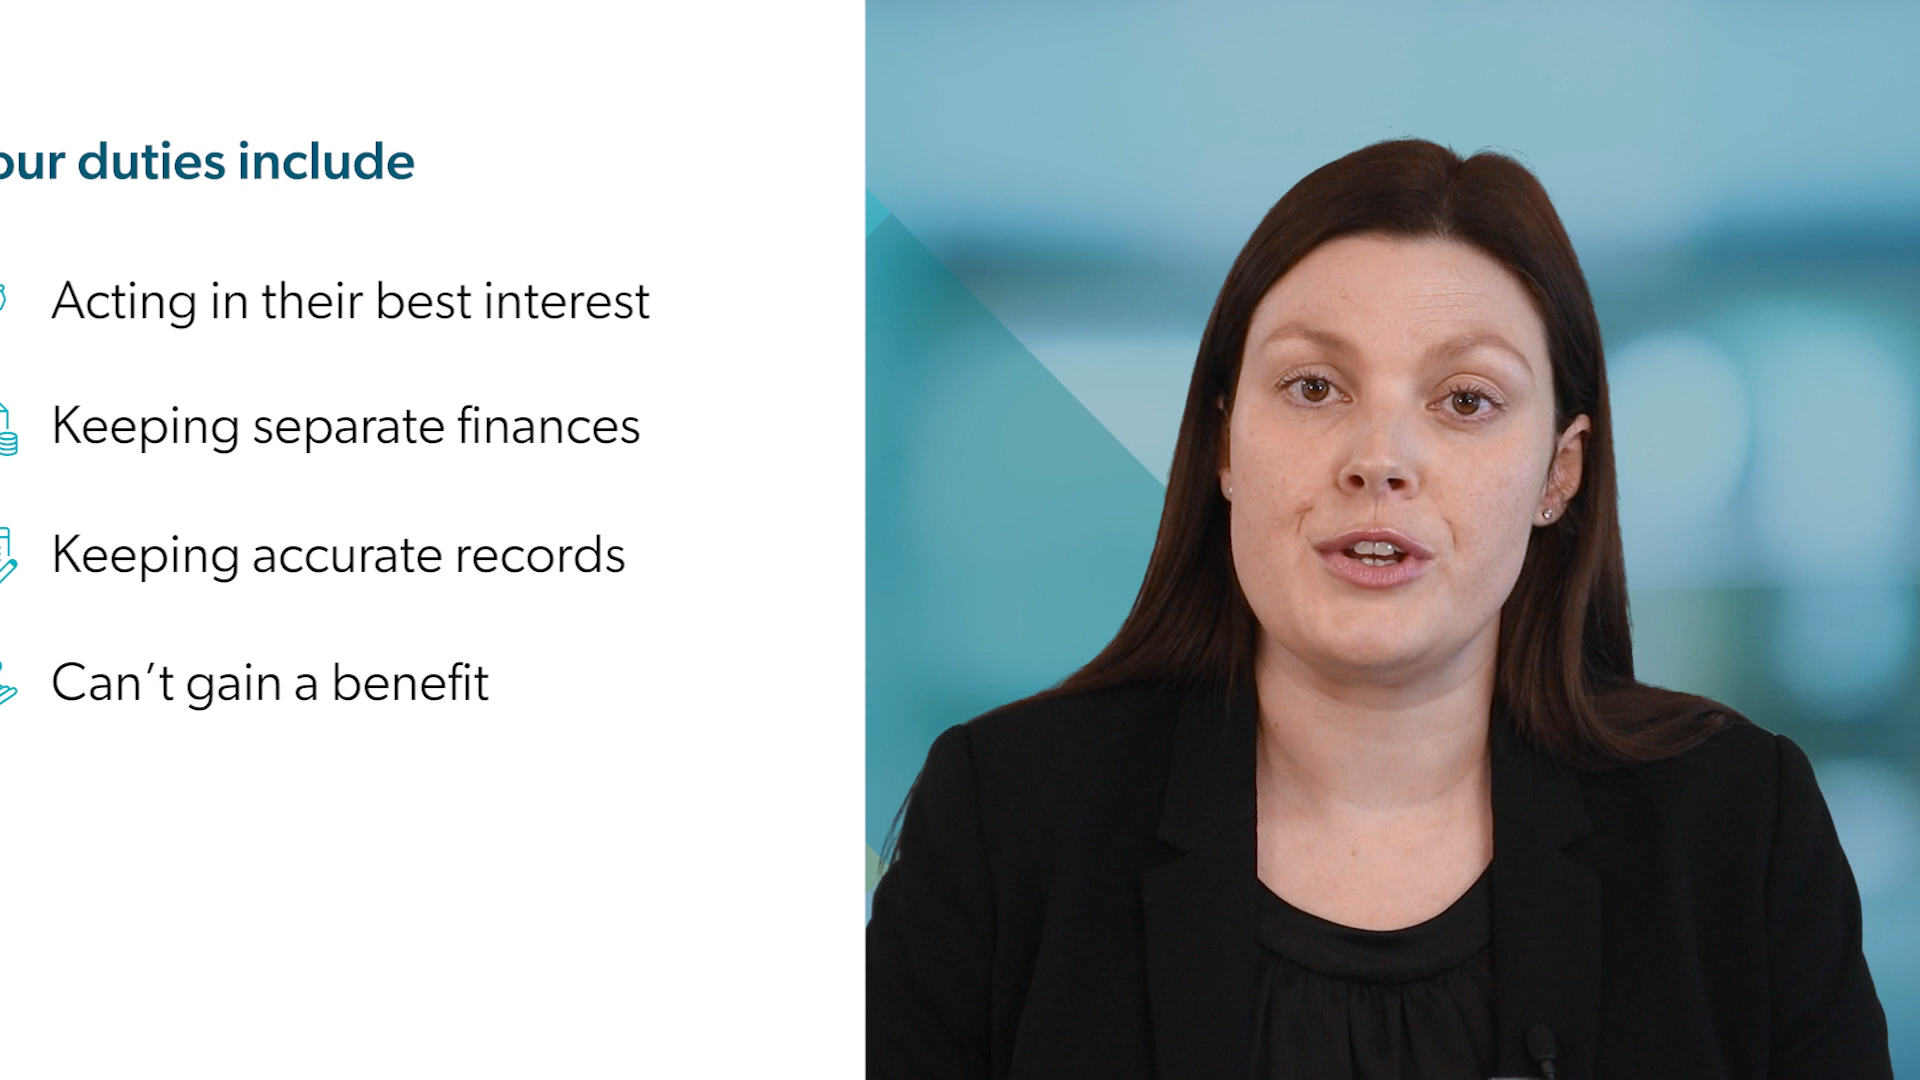 our duties include
Acting in their best interest
Keeping separate finances
Keeping accurate records
Can't gain a benefit